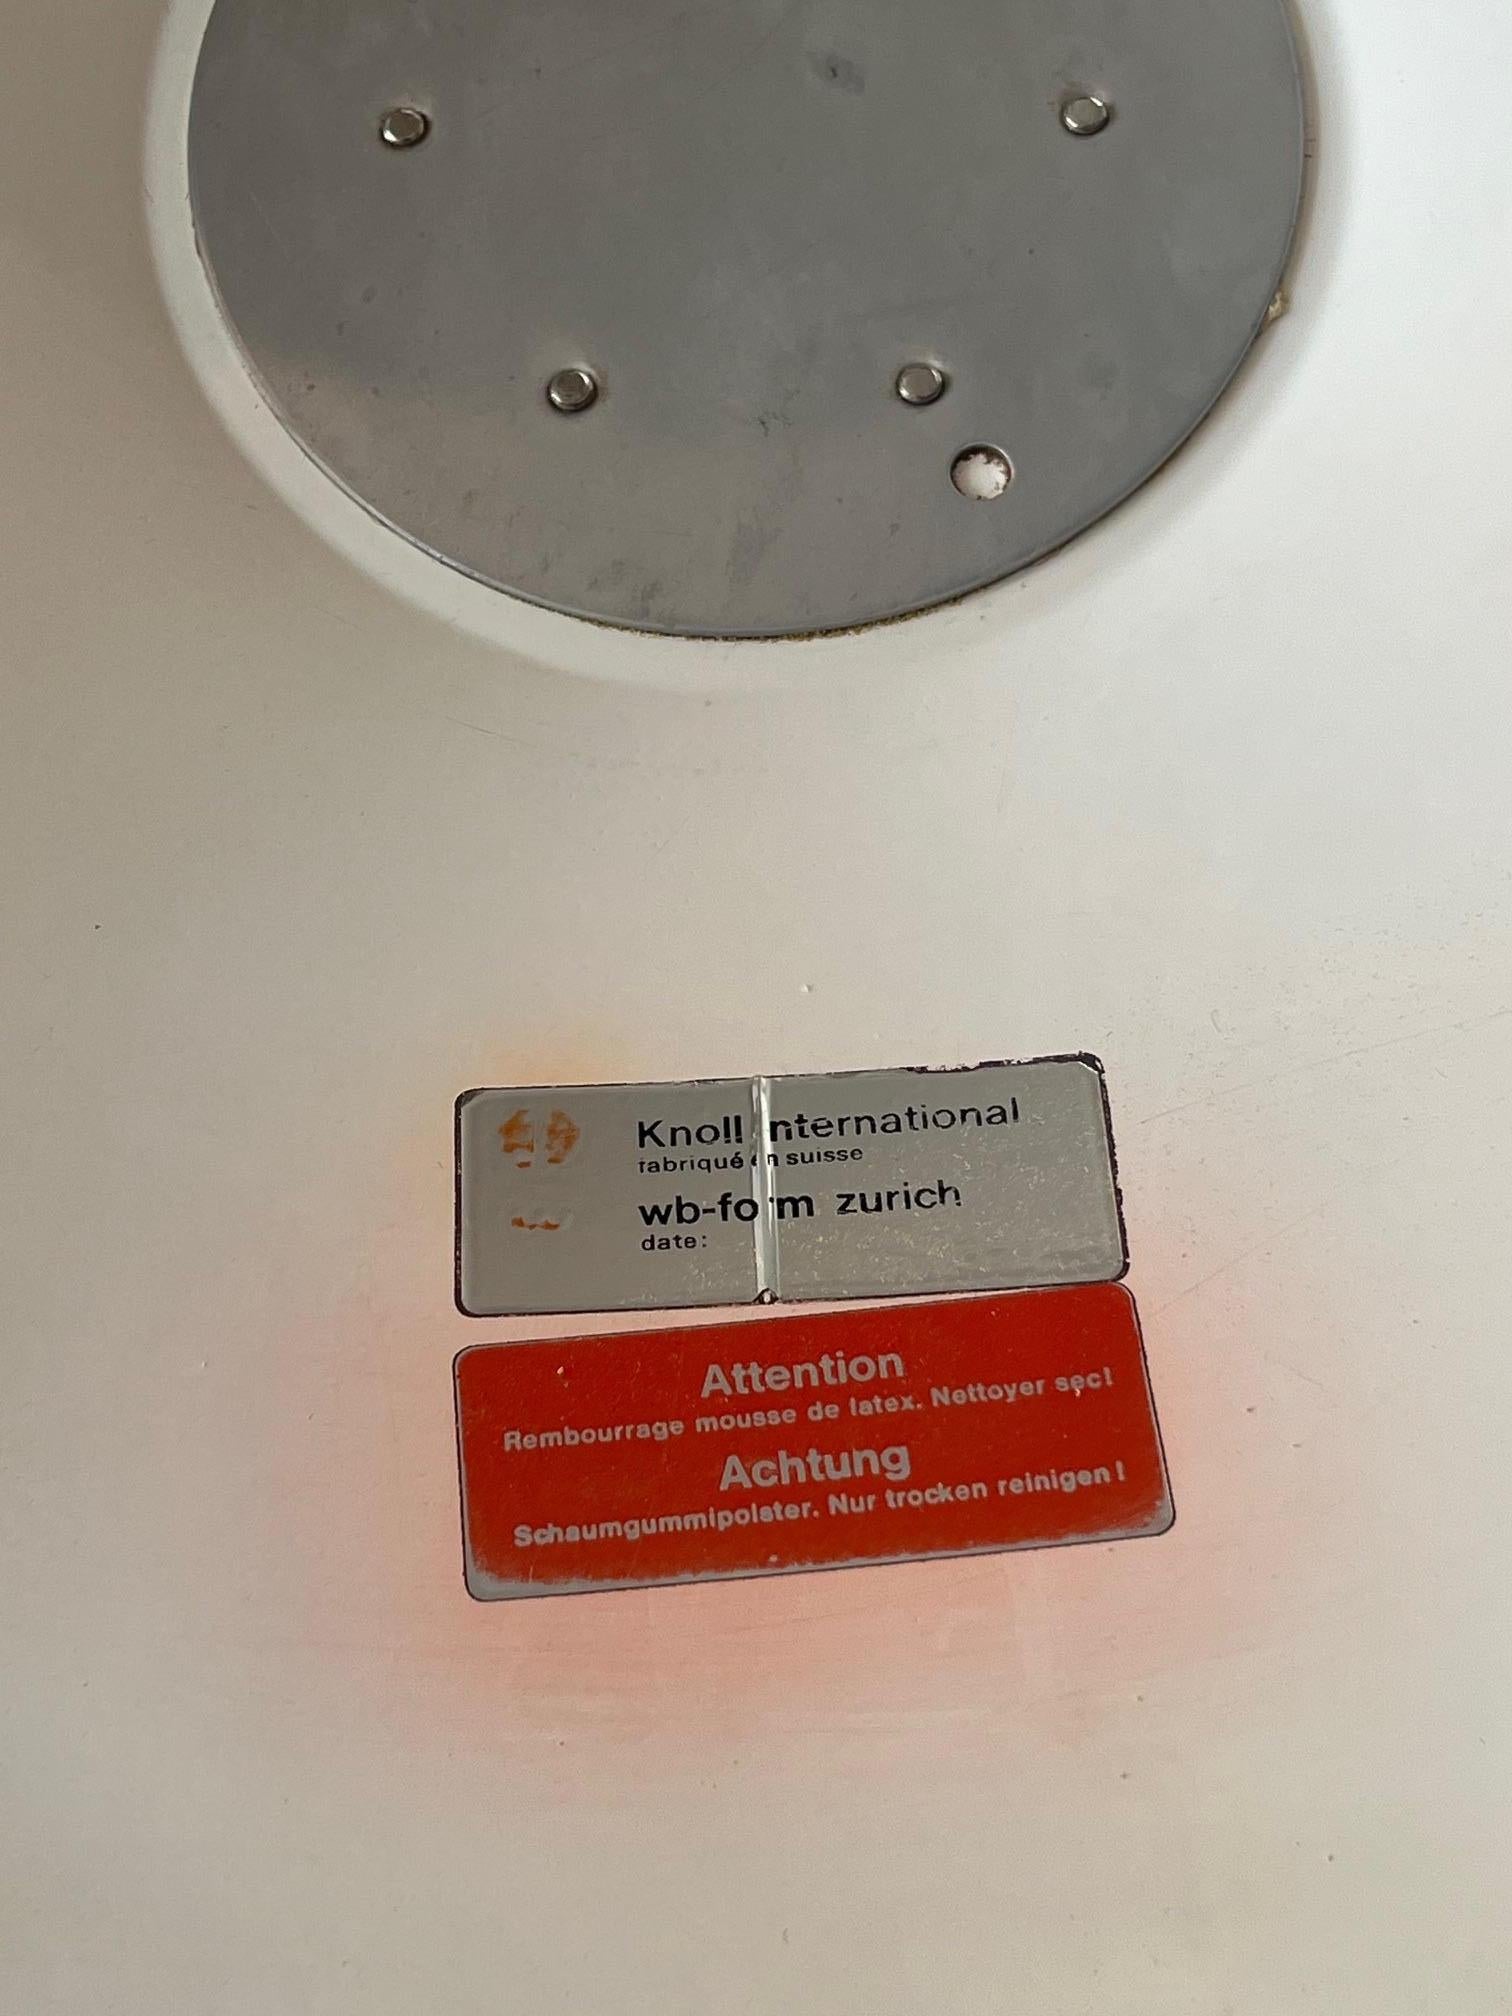 Knoll International
fabriqué en suisse
wb-form zurich
date:
Attention
Rembourrage mousse de latex. Nettoyer sec!
Achtung
Schaumgummipolster. Nur trocken reinigen!